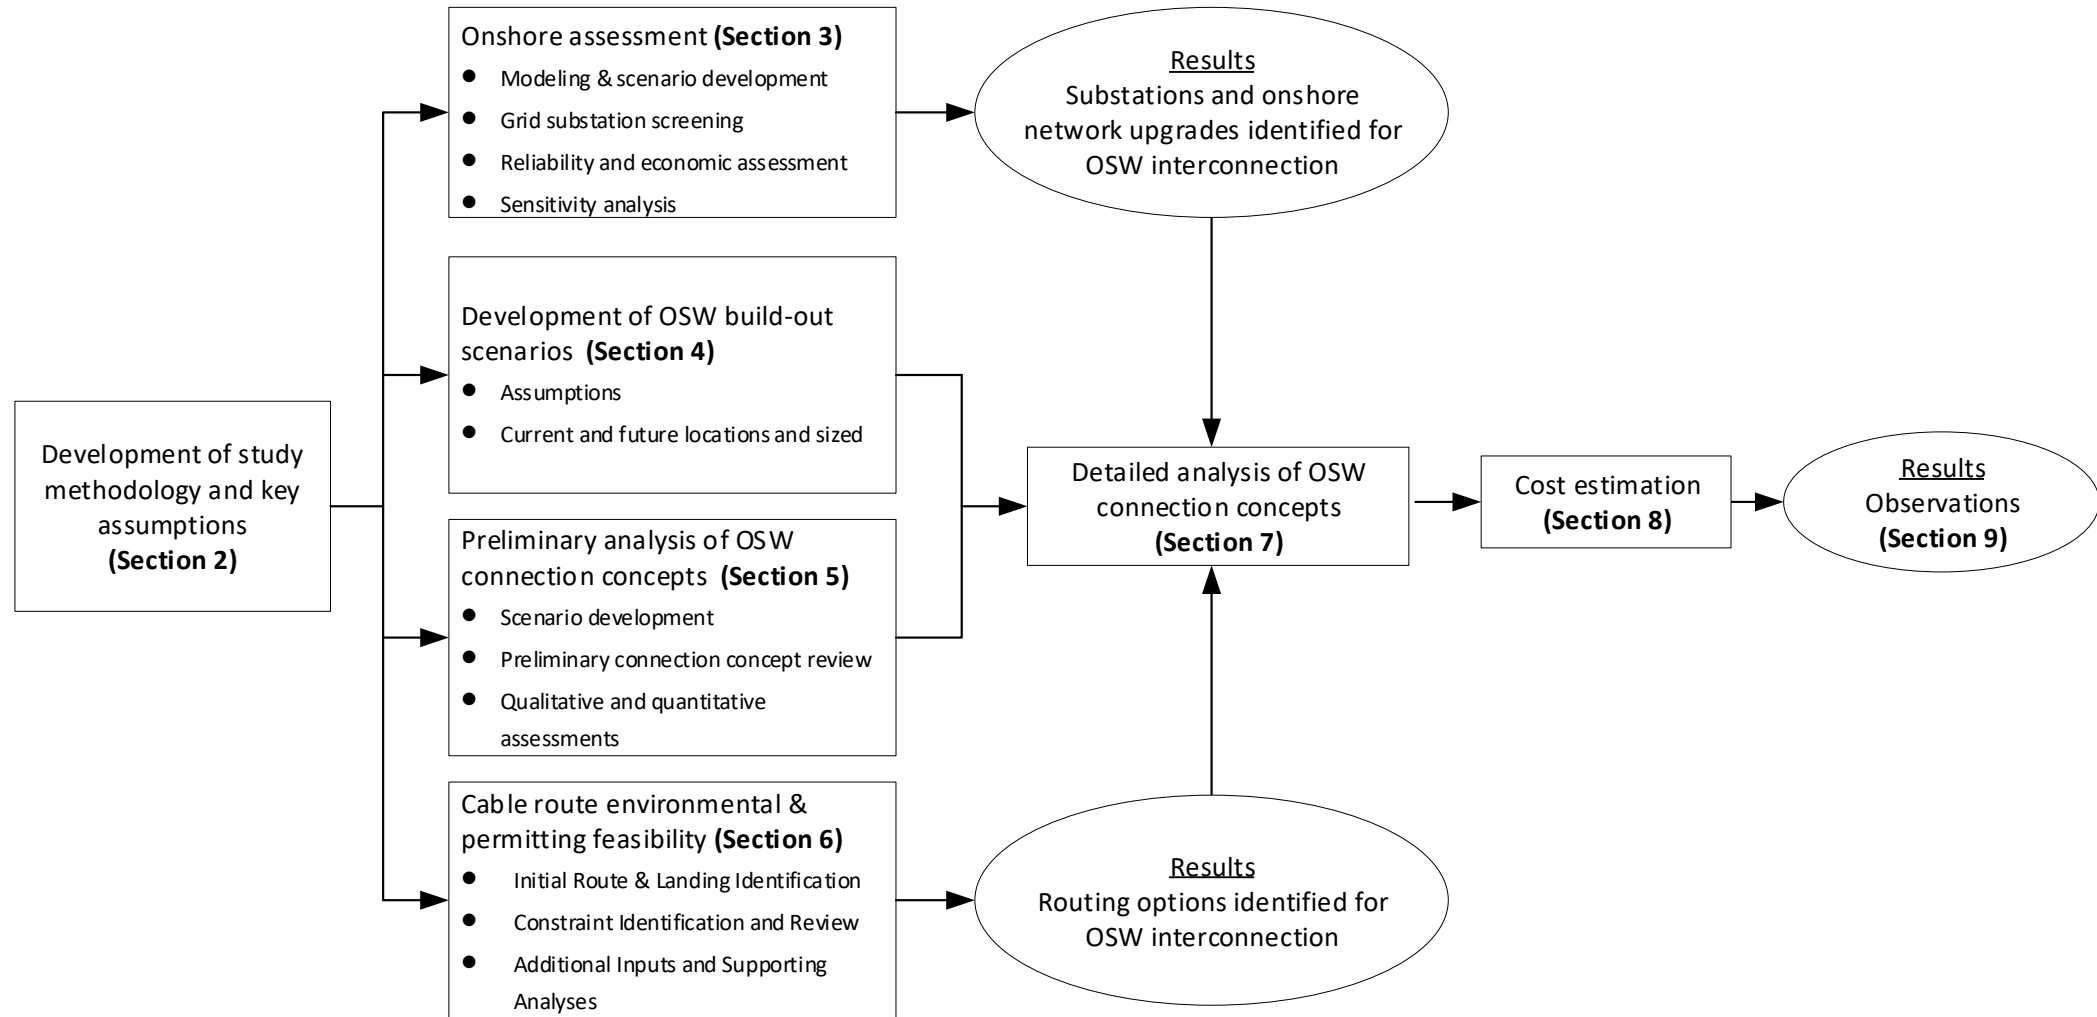 Onshore assessment (Section 3)
● Modeling & scenario development
● Grid substation screening
● Reliability and economic assessment
● Sensitivity analysis
Results
Substations and onshore
network upgrades identified for
OSW interconnection
Development of OSW build-out
scenarios (Section 4)
● Assumptions
● Current and future locations and sized
Development of study
methodology and key
assumptions
(Section 2)
Preliminary analysis of OSW
connection concepts (Section 5)
● Scenario development
● Preliminary connection concept review
● Qualitative and quantitative
assessments
Detailed analysis of OSW
connection concepts
(Section 7)
Cost estimation
(Section 8)
Results
Observations
(Section 9)
Cable route environmental &
permitting feasibility (Section 6)
● Initial Route & Landing Identification
● Constraint Identification and Review
● Additional Inputs and Supporting
Analyses
Results
Routing options identified for
OSW interconnection